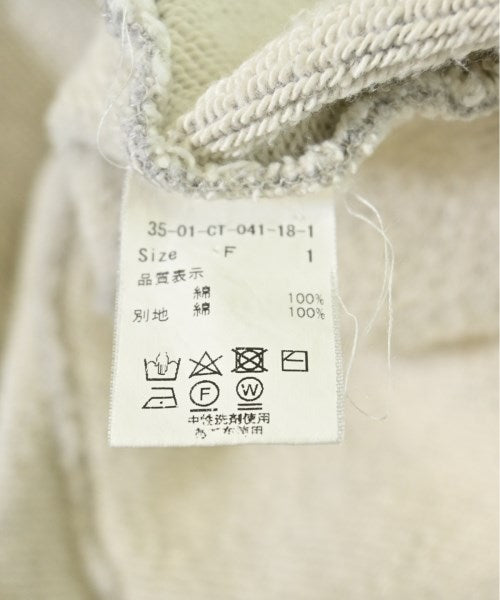 35-01-CT-041-18-1
Size F 1
品質表示
綿 100%
別地 綿 100%
F W
中性洗剤使用